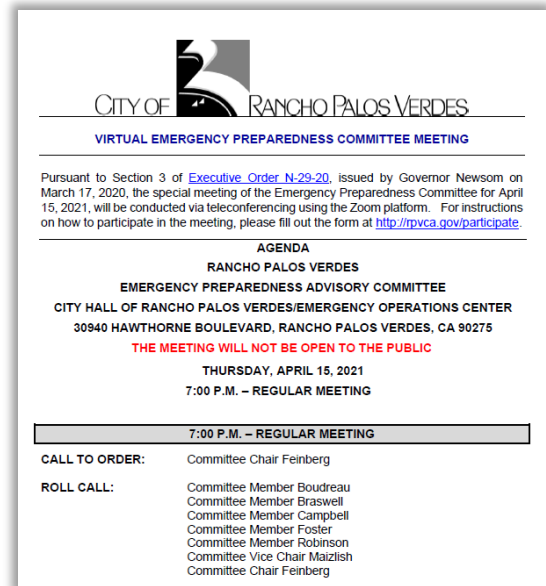 CITY OF RANCHO PALOS VERDES
VIRTUAL EMERGENCY PREPAREDNESS COMMITTEE MEETING
Pursuant to Section 3 of Executive Order N-29-20, issued by Governor Newsom on
March 17, 2020, the special meeting of the Emergency Preparedness Committee for April
15, 2021, will be conducted via teleconferencing using the Zoom platform. For instructions
on how to participate in the meeting, please fill out the form at http://rpvca.gov/participate.
AGENDA
RANCHO PALOS VERDES
EMERGENCY PREPAREDNESS ADVISORY COMMITTEE
CITY HALL OF RANCHO PALOS VERDES/EMERGENCY OPERATIONS CENTER
30940 HAWTHORNE BOULEVARD, RANCHO PALOS VERDES, CA 90275
THE MEETING WILL NOT BE OPEN TO THE PUBLIC
THURSDAY, APRIL 15, 2021
7:00 P.M. – REGULAR MEETING
7:00 P.M. – REGULAR MEETING
CALL TO ORDER: Committee Chair Feinberg
ROLL CALL: Committee Member Boudreau
Committee Member Braswell
Committee Member Campbell
Committee Member Foster
Committee Member Robinson
Committee Vice Chair Maizlish
Committee Chair Feinberg